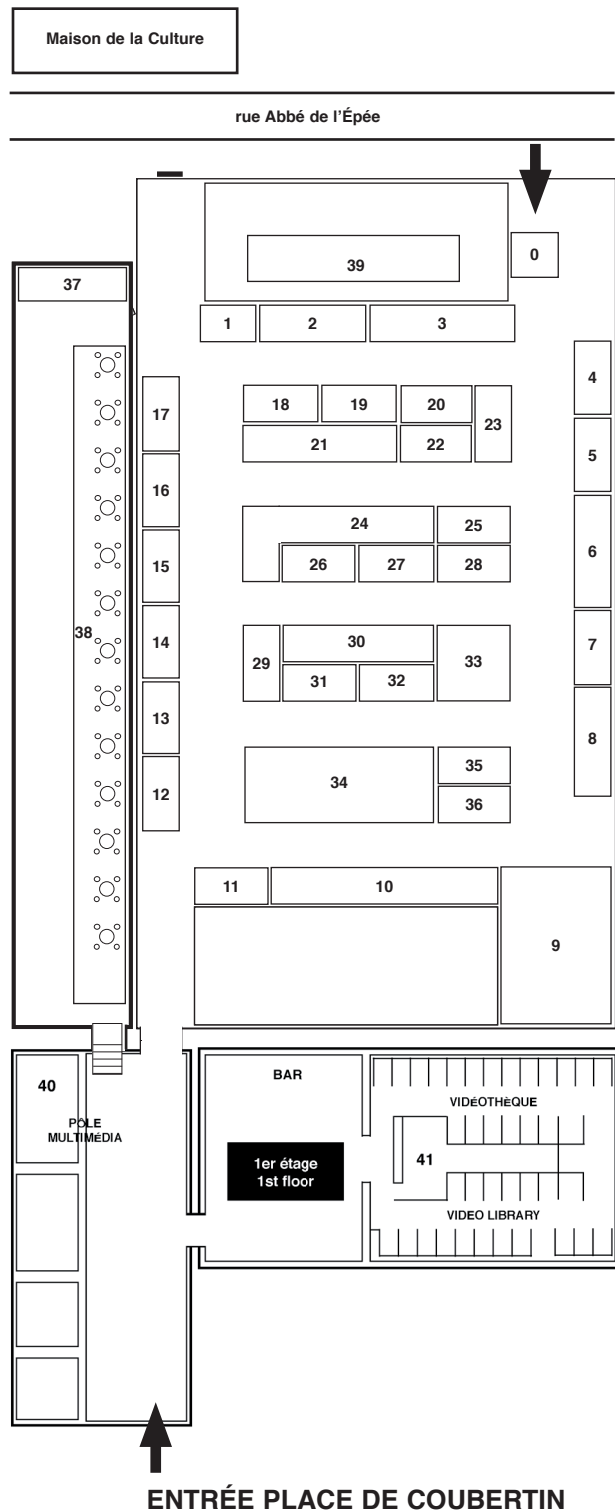 Maison de la Culture
rue Abbé de l'Épée
39
0
37
1 2 3
4
17
18 19 20
23
21 22
5
16
24 25
6
15
26 27 28
38
14
29
30
33
7
31 32
13
8
12
34
35
36
11 10
9
40
PÔLE
MULTIMÉDIA
BAR
1er étage
1st floor
VIDÉOTHÈQUE
41
VIDEO LIBRARY
ENTRÉE PLACE DE COUBERTIN